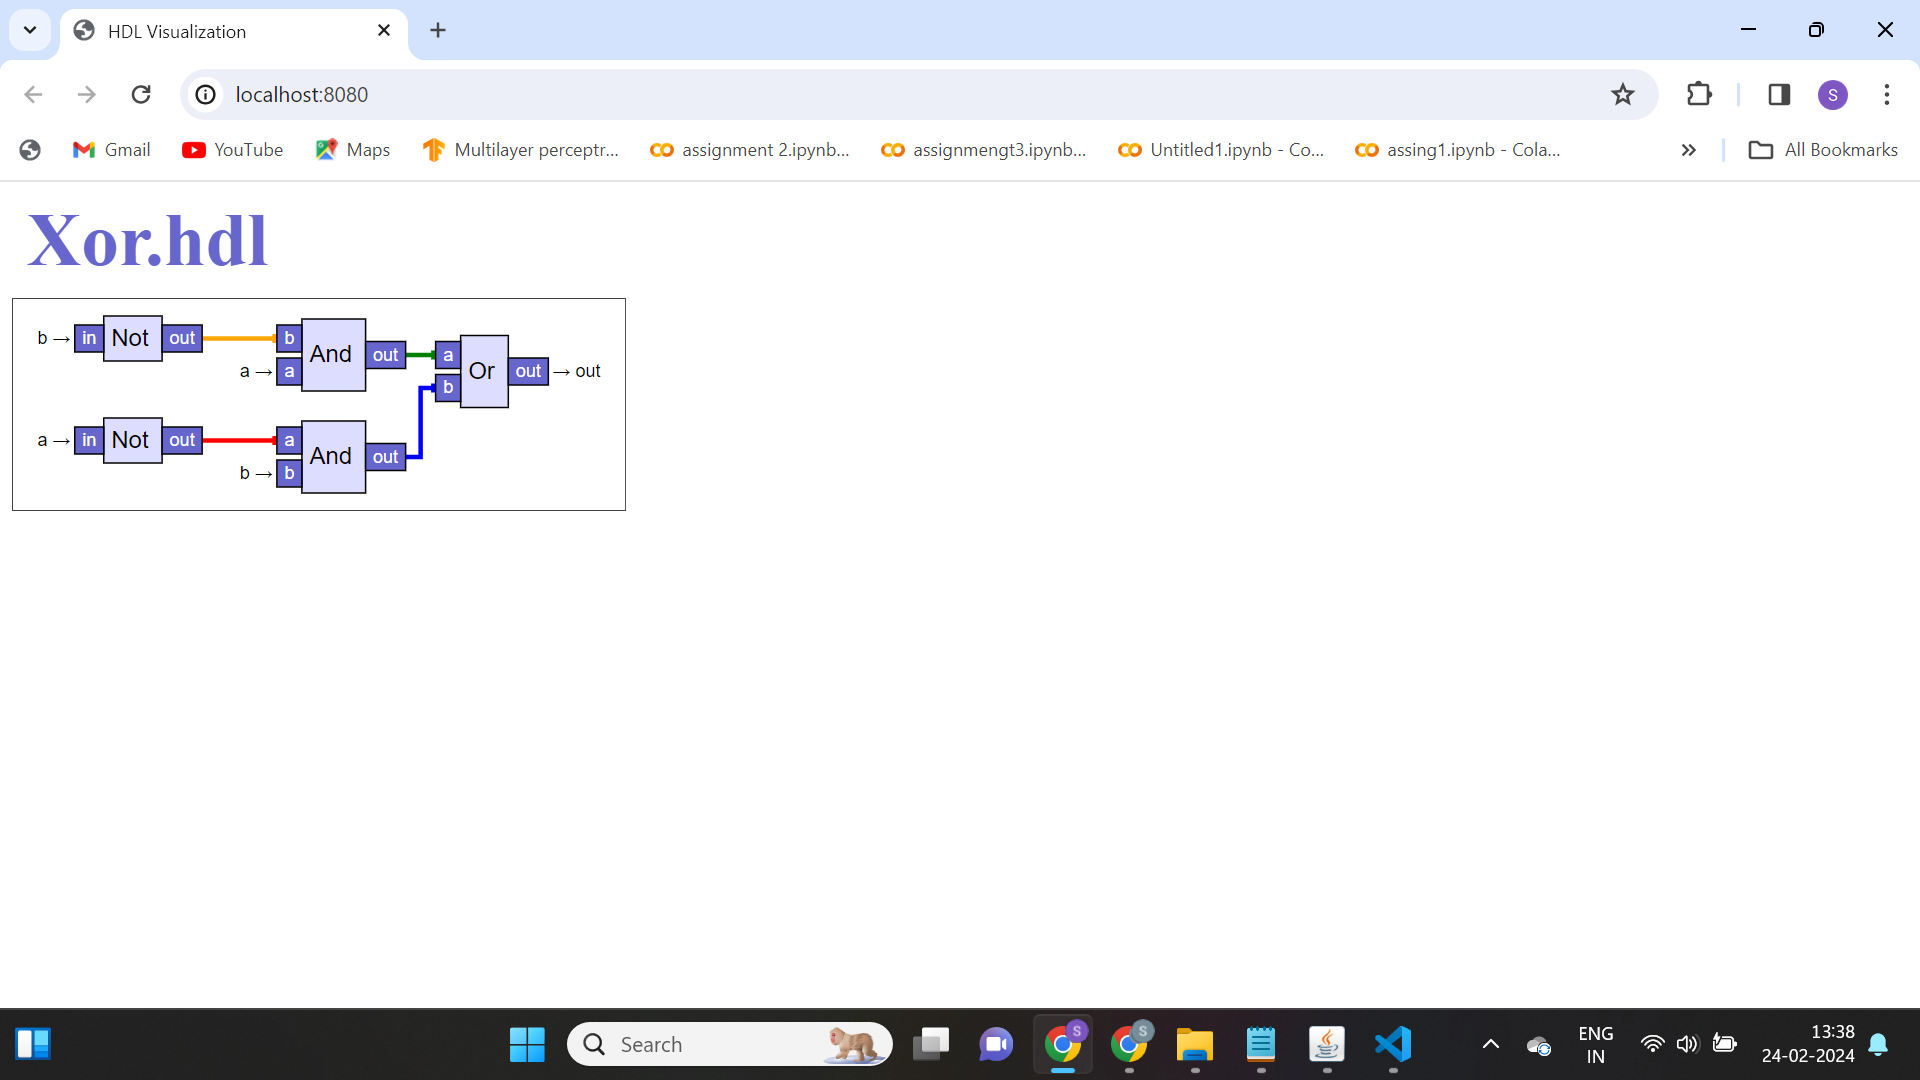 HDL Visualization
localhost:8080
S
Gmail YouTube Maps Multilayer perceptr... assignment 2.ipynb... assignmengt3.ipynb... Untitled1.ipynb - Co... assing1.ipynb - Cola... » All Bookmarks
Xor.hdl
b → in Not out b And out a Or out → out
a → a b
a → in Not out a And out
b → b
Search
S
S
ENG
IN
13:38
24-02-2024